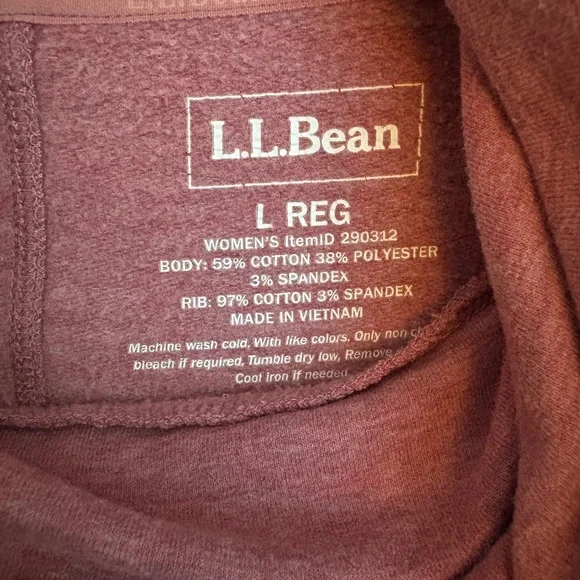 L.L.Bean
L REG
WOMEN'S ItemID 290312
BODY: 59% COTTON 38% POLYESTER
3% SPANDEX
RIB: 97% COTTON 3% SPANDEX
MADE IN VIETNAM
Machine wash cold, With like colors. Only non
bleach if required, Tumble dry low, Remove
Cool iron if needed